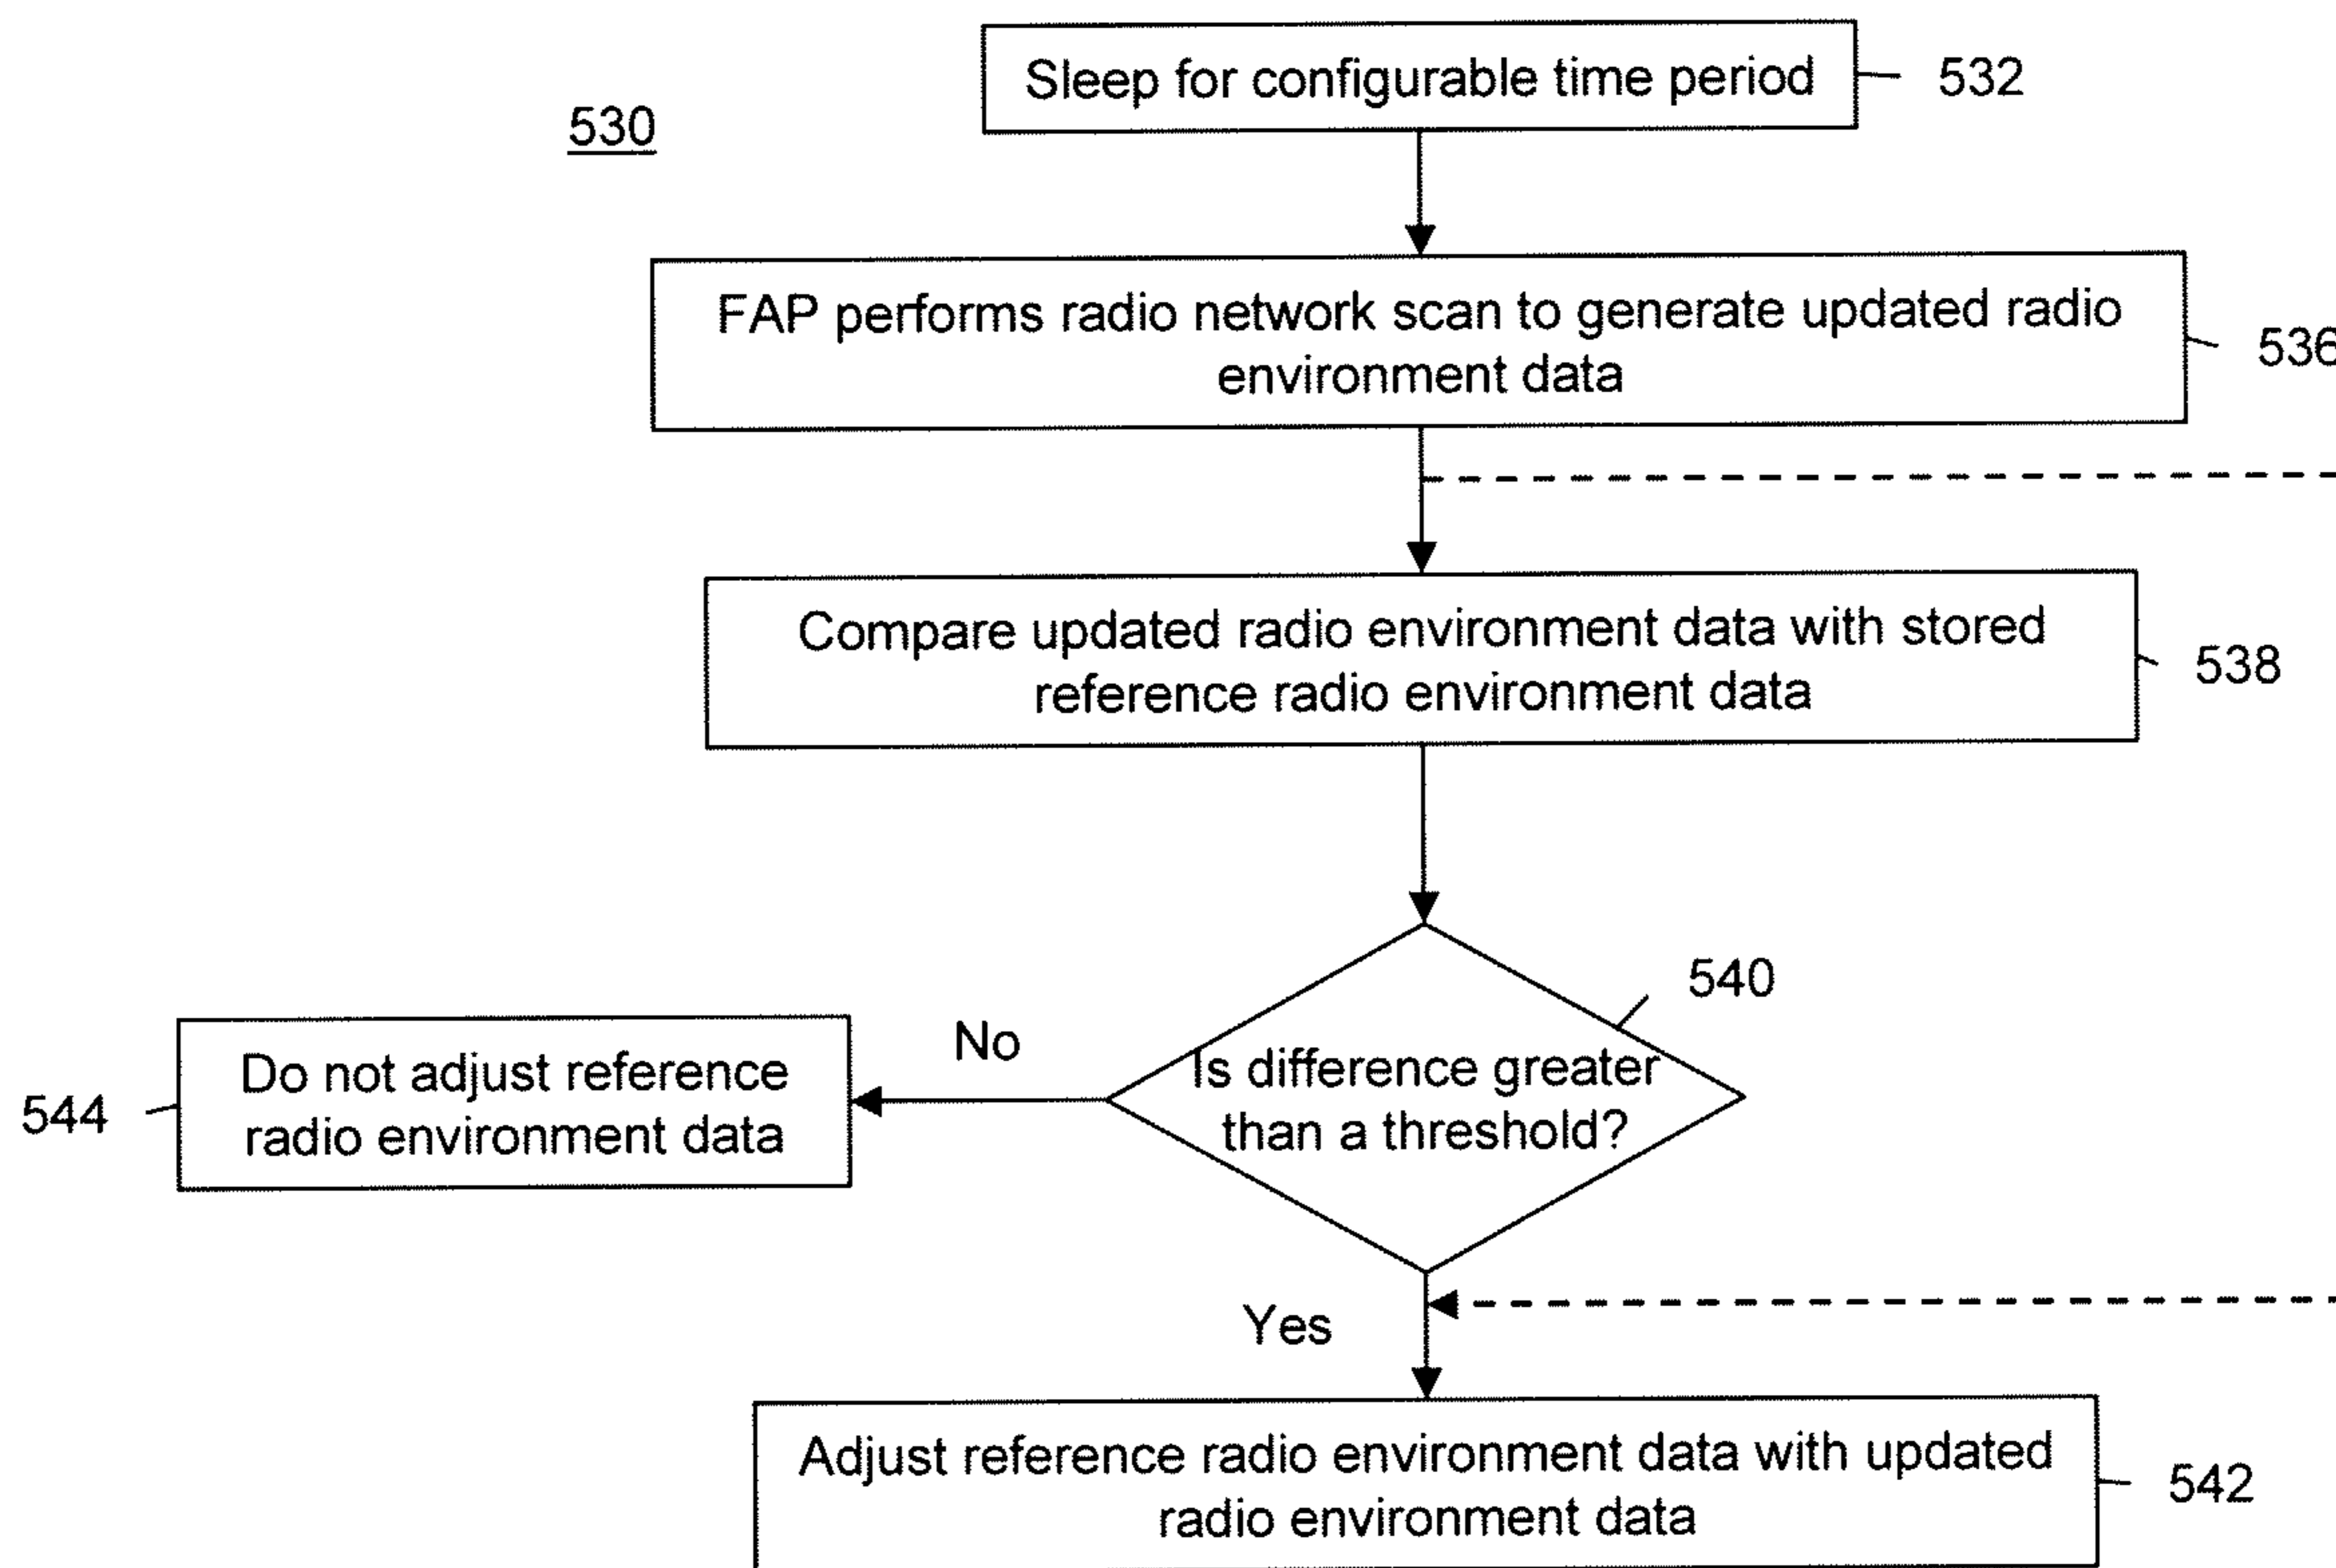 Sleep for configurable time period
532
530
FAP performs radio network scan to generate updated radio
environment data
536
Compare updated radio environment data with stored
reference radio environment data
538
540
No
Is difference greater
than a threshold?
Do not adjust reference
radio environment data
544
Yes
Adjust reference radio environment data with updated
radio environment data
542